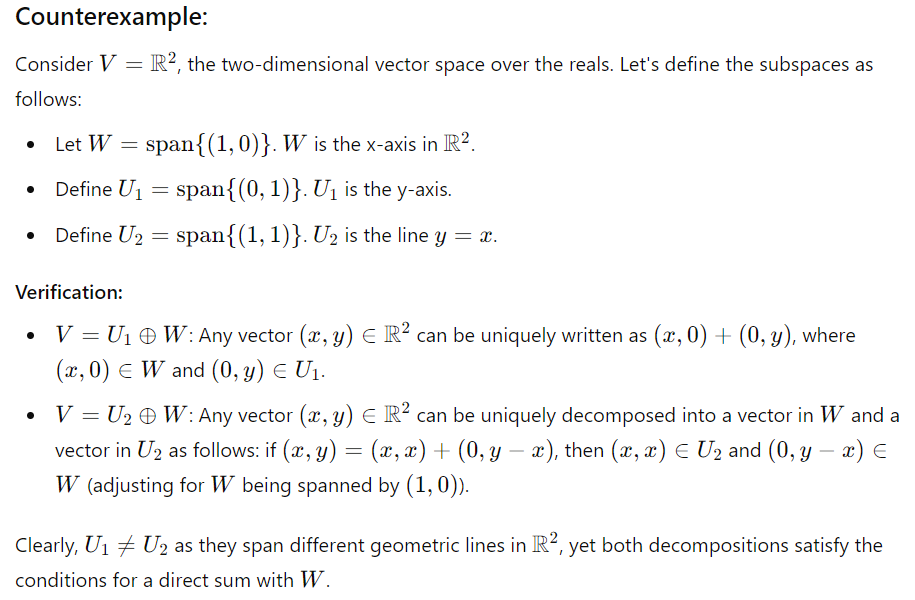 Counterexample:
Consider V = ℝ², the two-dimensional vector space over the reals. Let's define the subspaces as
follows:
• Let W = span{(1, 0)}. W is the x-axis in ℝ².
• Define U₁ = span{(0, 1)}. U₁ is the y-axis.
• Define U₂ = span{(1, 1)}. U₂ is the line y = x.
Verification:
• V = U₁ ⊕ W: Any vector (x, y) ∈ ℝ² can be uniquely written as (x, 0) + (0, y), where
(x, 0) ∈ W and (0, y) ∈ U₁.
• V = U₂ ⊕ W: Any vector (x, y) ∈ ℝ² can be uniquely decomposed into a vector in W and a
vector in U₂ as follows: if (x, y) = (x, x) + (0, y − x), then (x, x) ∈ U₂ and (0, y − x) ∈
W (adjusting for W being spanned by (1, 0)).
Clearly, U₁ ≠ U₂ as they span different geometric lines in ℝ², yet both decompositions satisfy the
conditions for a direct sum with W.